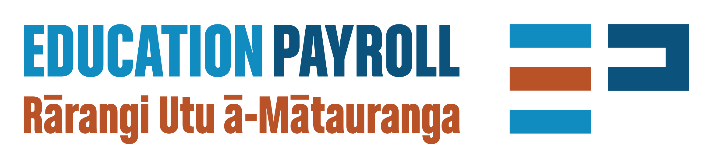 EDUCATION PAYROLL
Rārangi Utu ā-Mātauranga